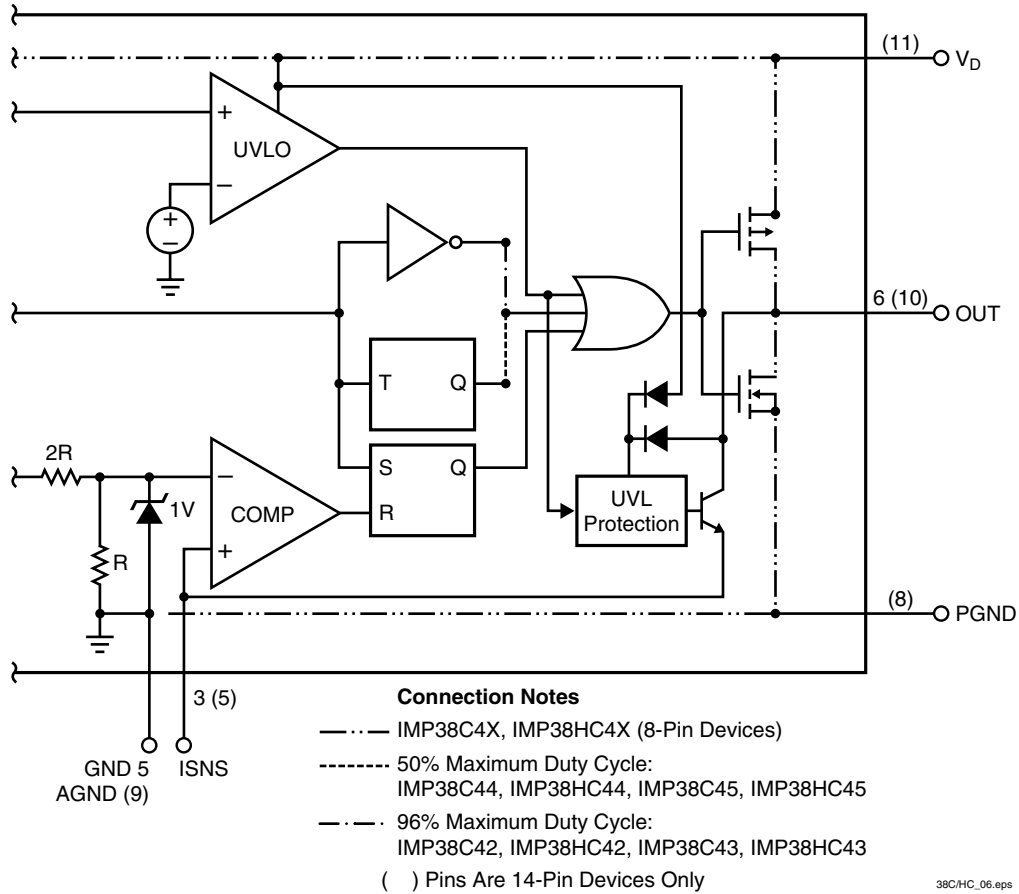 (11)
V_D
+
UVLO
−
+
−
6 (10)
OUT
T Q
2R
S Q
R
−
1V
COMP
+
R
UVL
Protection
(8)
PGND
3 (5)
GND 5
AGND (9)
ISNS
Connection Notes
IMP38C4X, IMP38HC4X (8-Pin Devices)
50% Maximum Duty Cycle:
IMP38C44, IMP38HC44, IMP38C45, IMP38HC45
96% Maximum Duty Cycle:
IMP38C42, IMP38HC42, IMP38C43, IMP38HC43
( ) Pins Are 14-Pin Devices Only
38C/HC_06.eps